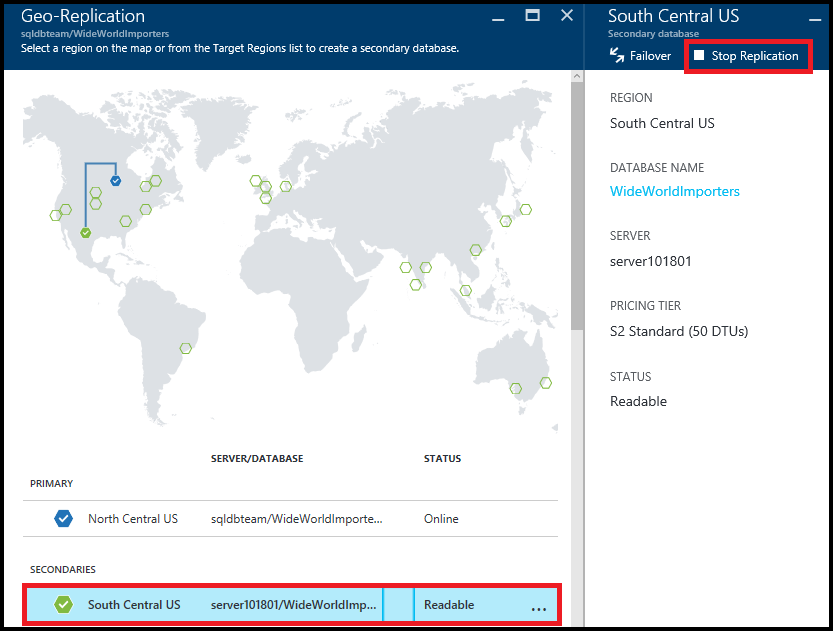 Geo-Replication
sqldbteam/WideWorldImporters
Select a region on the map or from the Target Regions list to create a secondary database.
SERVER/DATABASE STATUS
PRIMARY
North Central US sqldbteam/WideWorldImporte... Online
SECONDARIES
South Central US server101801/WideWorldImp... Readable ...
South Central US
Secondary database
Failover Stop Replication
REGION
South Central US
DATABASE NAME
WideWorldImporters
SERVER
server101801
PRICING TIER
S2 Standard (50 DTUs)
STATUS
Readable